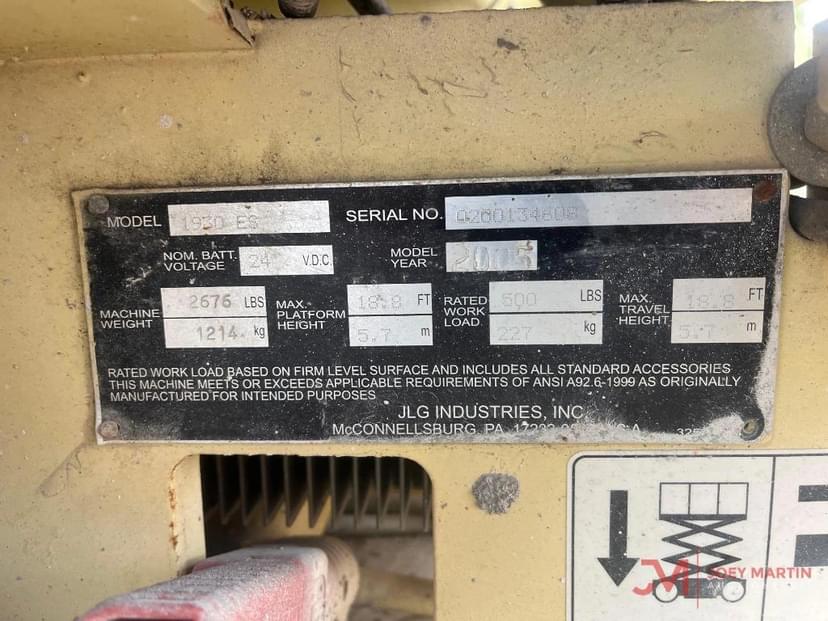 MODEL 1930 ES SERIAL NO. 0200134808
NOM. BATT. VOLTAGE 24 V.D.C. MODEL YEAR 2005
MACHINE WEIGHT 2676 LBS 1214 kg MAX. PLATFORM HEIGHT 18.8 FT 5.7 m RATED WORK LOAD 500 LBS 227 kg MAX. TRAVEL HEIGHT 18.8 FT 5.7 m
RATED WORK LOAD BASED ON FIRM LEVEL SURFACE AND INCLUDES ALL STANDARD ACCESSORIES
THIS MACHINE MEETS OR EXCEEDS APPLICABLE REQUIREMENTS OF ANSI A92.6-1999 AS ORIGINALLY
MANUFACTURED FOR INTENDED PURPOSES
JLG INDUSTRIES, INC.
McCONNELLSBURG, PA.
JM JOEY MARTIN